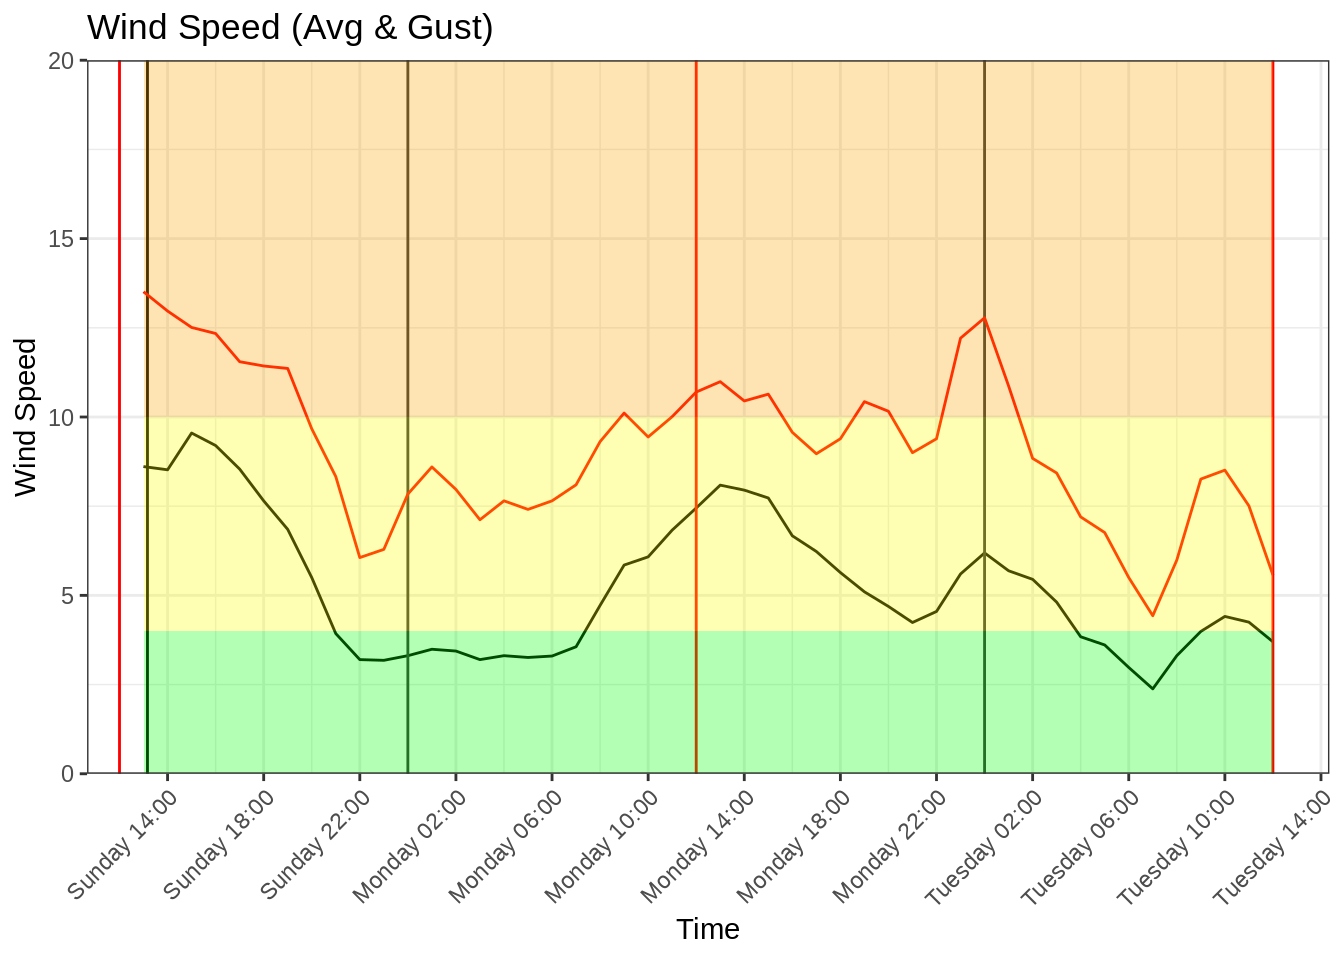 Wind Speed (Avg & Gust)
20
15
10
5
0
Wind Speed
Sunday 14:00
Sunday 18:00
Sunday 22:00
Monday 02:00
Monday 06:00
Monday 10:00
Monday 14:00
Monday 18:00
Monday 22:00
Tuesday 02:00
Tuesday 06:00
Tuesday 10:00
Tuesday 14:00
Time